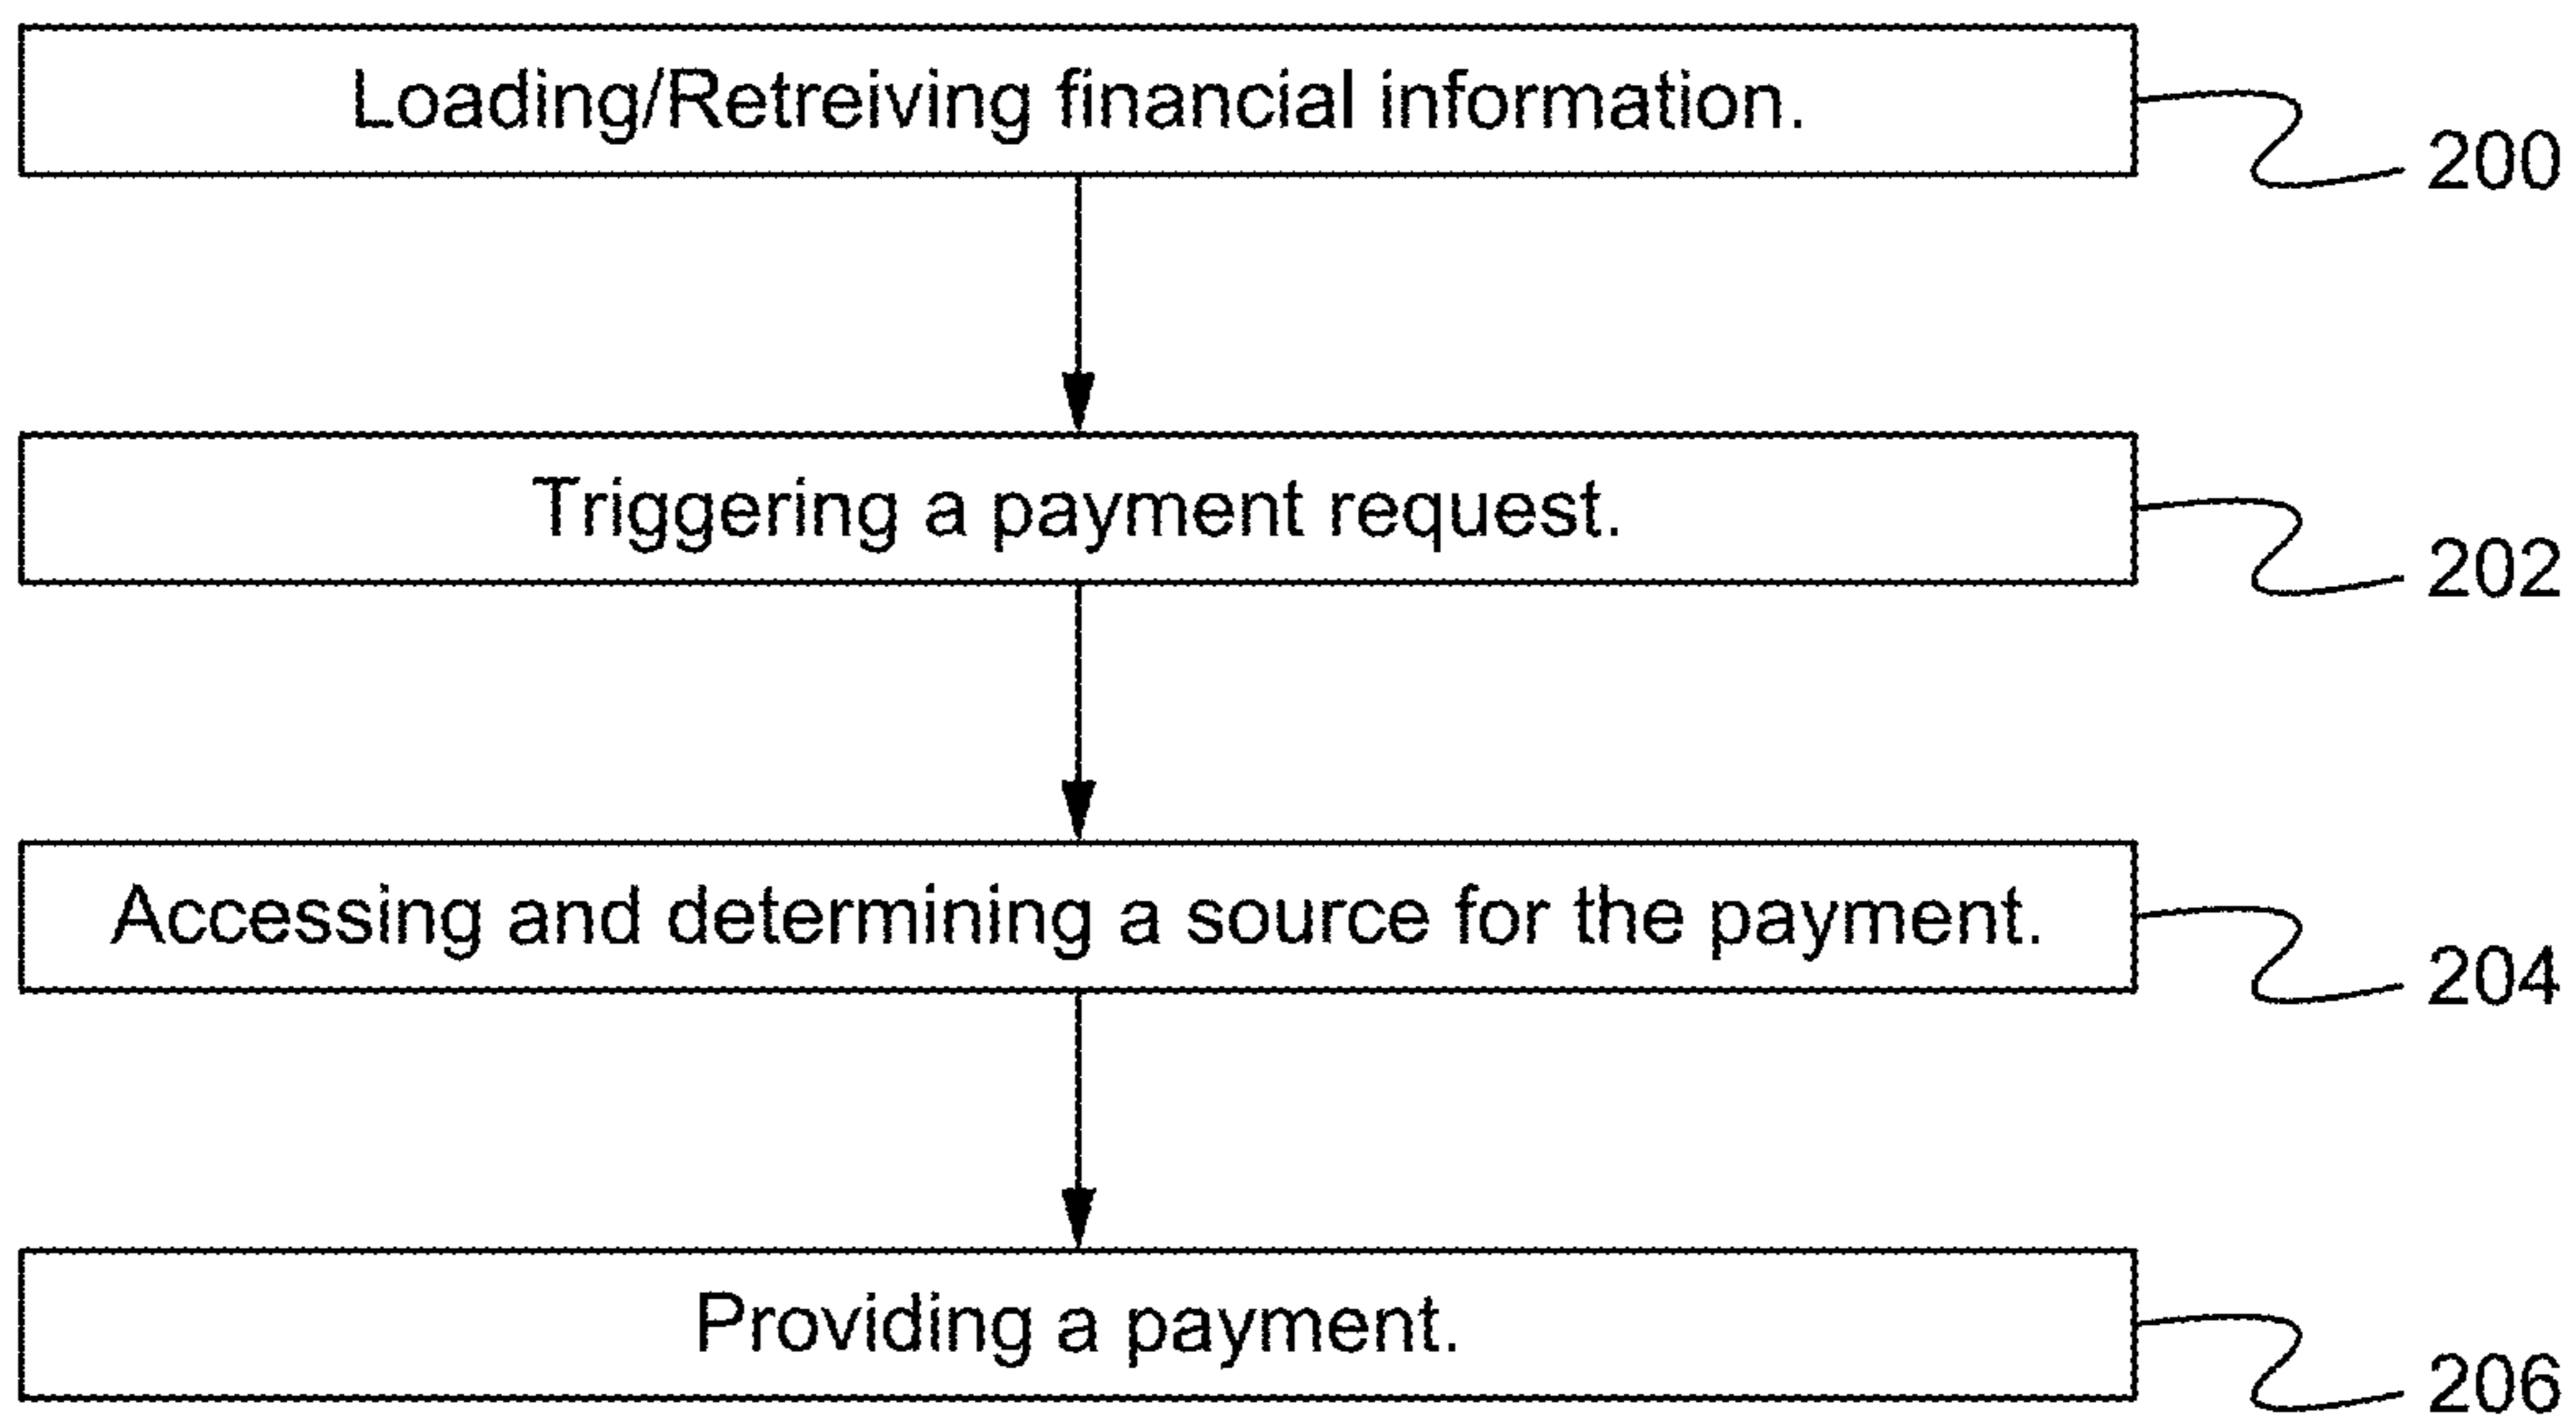 Loading/Retreiving financial information.
200
Triggering a payment request.
202
Accessing and determining a source for the payment.
204
Providing a payment.
206